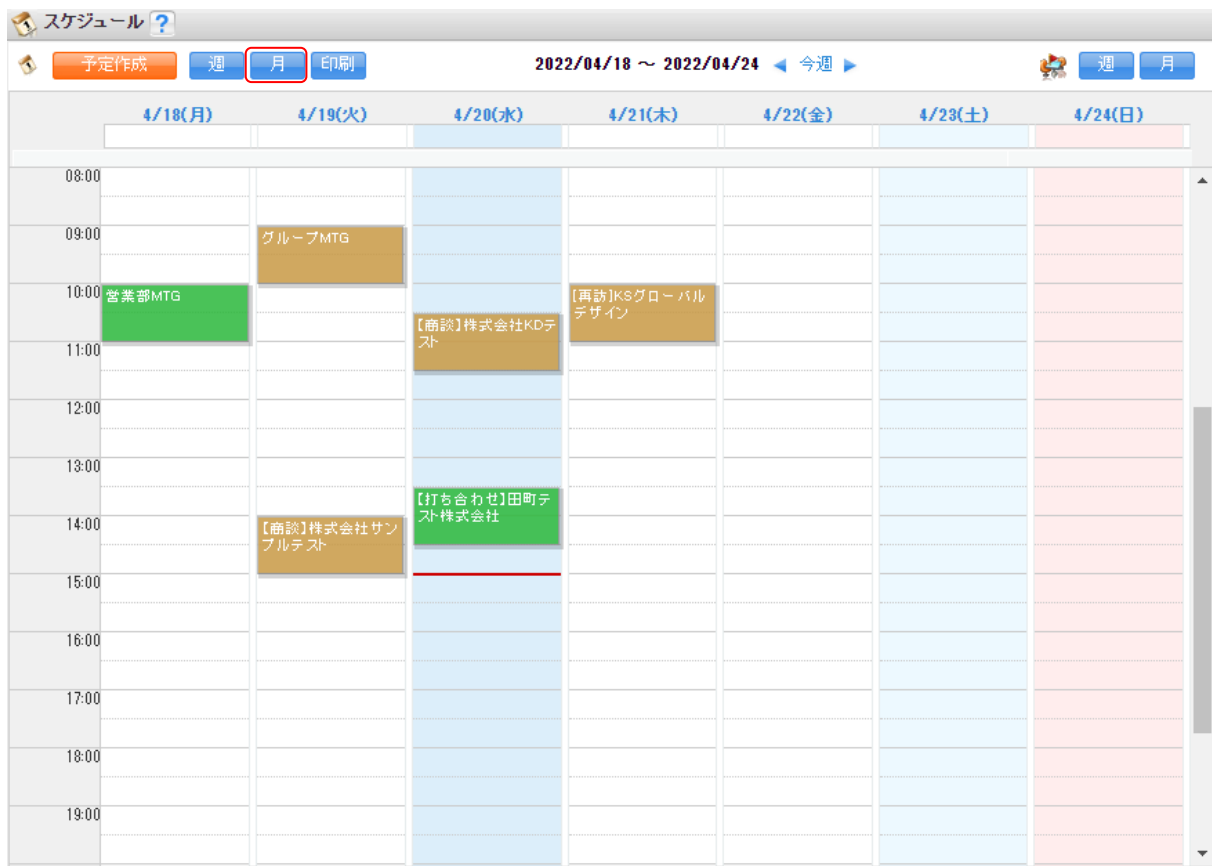 スケジュール ?
予定作成 週 月 印刷 2022/04/18 ～ 2022/04/24 今週 週 月
4/18(月) 4/19(火) 4/20(水) 4/21(木) 4/22(金) 4/23(土) 4/24(日)
08:00
09:00
グループMTG
10:00
営業部MTG
【再訪】KSグローバル
デザイン
【商談】株式会社KDテ
スト
11:00
12:00
13:00
【打ち合わせ】田町テ
スト株式会社
14:00
【商談】株式会社サン
プルテスト
15:00
16:00
17:00
18:00
19:00